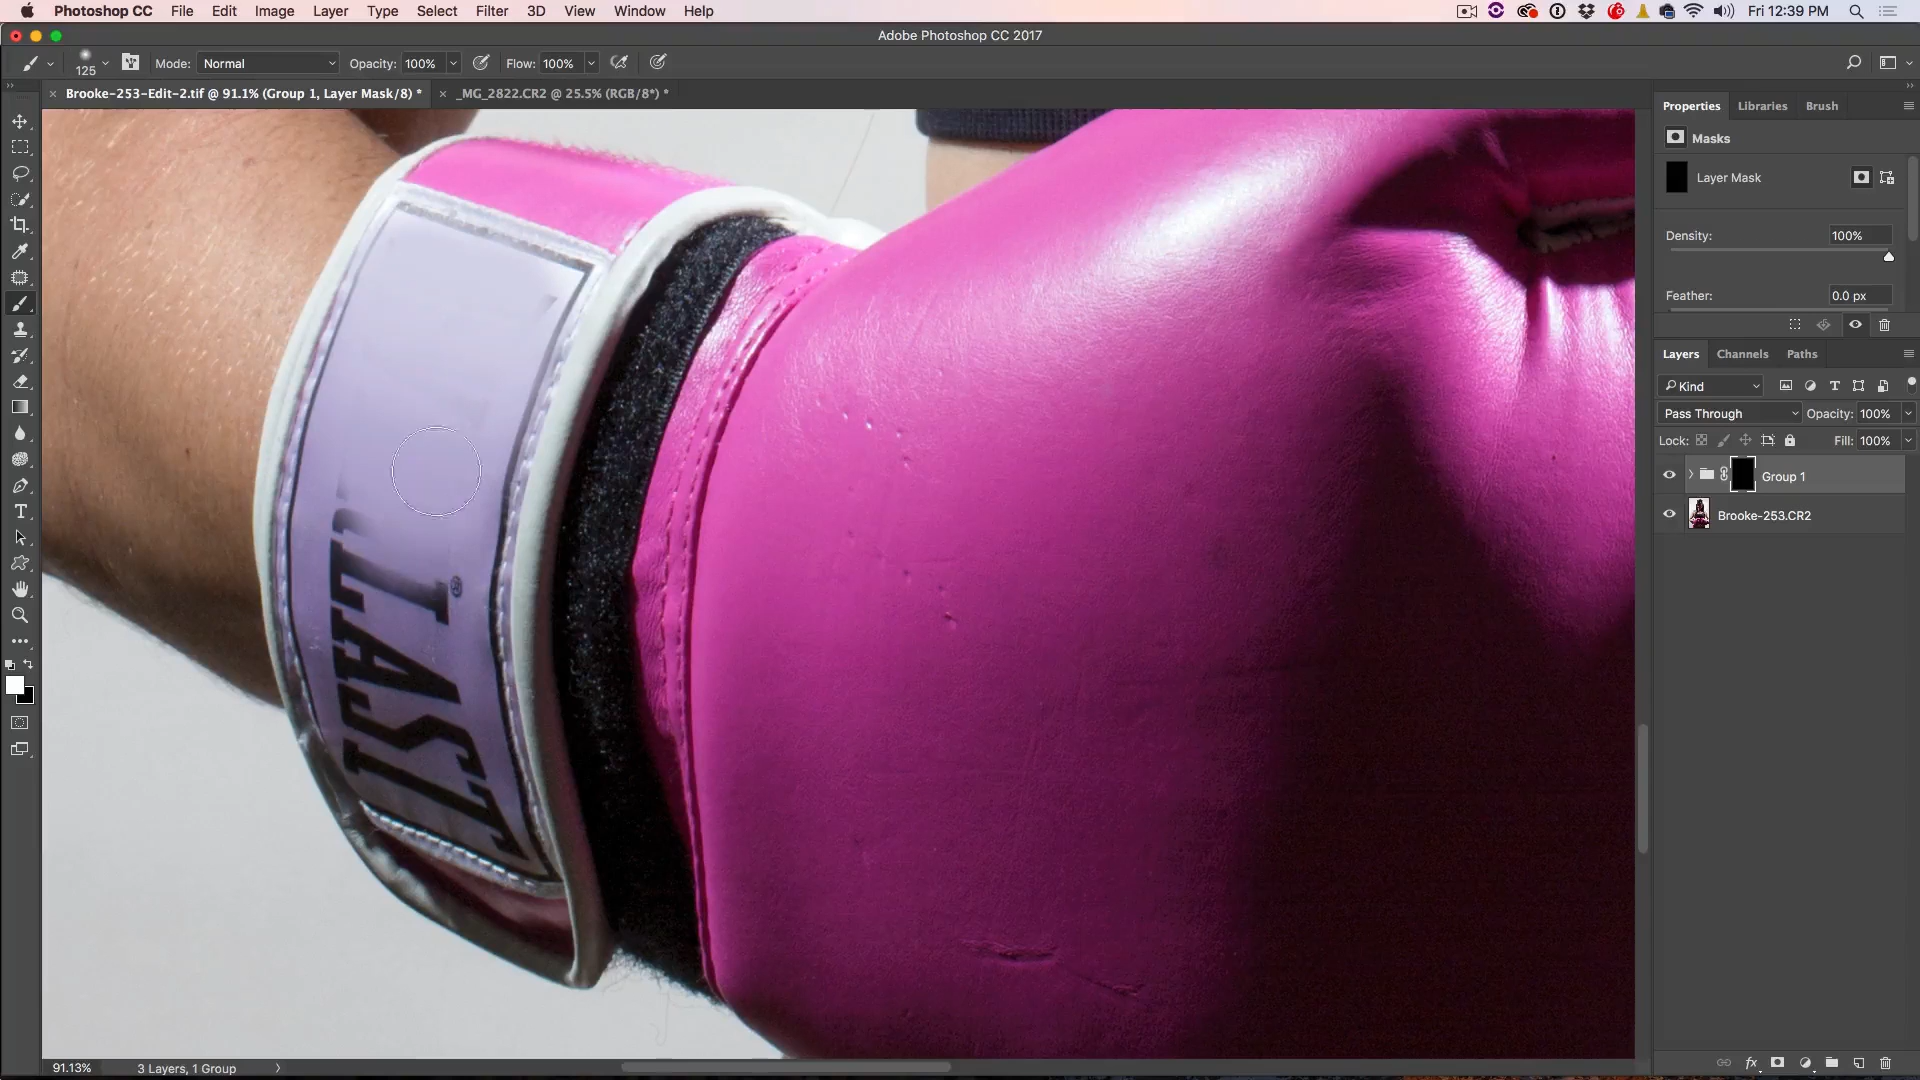 Photoshop CC File Edit Image Layer Type Select Filter 3D View Window Help Fri 12:39 PM
Adobe Photoshop CC 2017
125 Mode: Normal Opacity: 100% Flow: 100%
× Brooke-253-Edit-2.tif @ 91.1% (Group 1, Layer Mask/8) * × _MG_2822.CR2 @ 25.5% (RGB/8*) *
Properties Libraries Brush
Masks
Layer Mask
Density: 100%
Feather: 0.0 px
Layers Channels Paths
Kind
Pass Through Opacity: 100%
Lock: Fill: 100%
Group 1
Brooke-253.CR2
LAST
®
91.13% 3 Layers, 1 Group